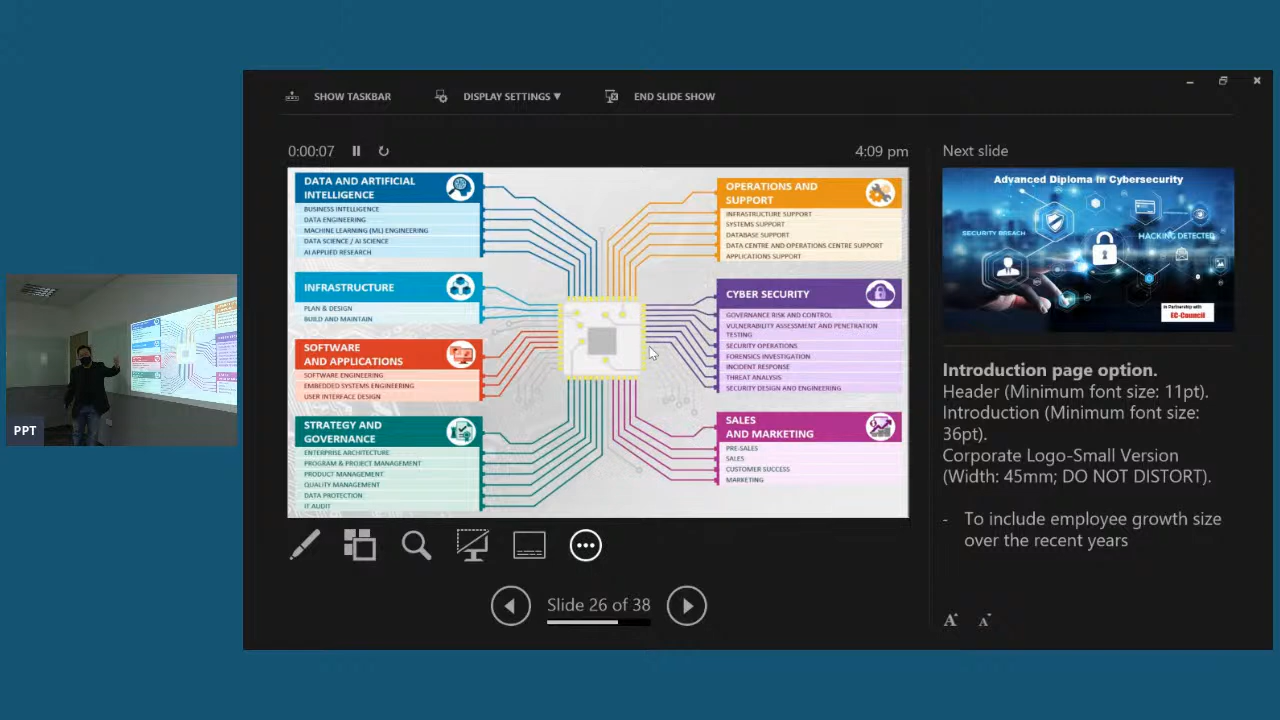 SHOW TASKBAR
DISPLAY SETTINGS ▼
END SLIDE SHOW
0:00:07
4:09 pm
DATA AND ARTIFICIAL
INTELLIGENCE
BUSINESS INTELLIGENCE
DATA ENGINEERING
MACHINE LEARNING (ML) ENGINEERING
DATA SCIENCE / AI SCIENCE
AI APPLIED RESEARCH
INFRASTRUCTURE
PLAN & DESIGN
BUILD AND MAINTAIN
SOFTWARE
AND APPLICATIONS
SOFTWARE ENGINEERING
EMBEDDED SYSTEMS ENGINEERING
USER INTERFACE DESIGN
STRATEGY AND
GOVERNANCE
ENTERPRISE ARCHITECTURE
PROGRAM & PROJECT MANAGEMENT
PRODUCT MANAGEMENT
QUALITY MANAGEMENT
DATA PROTECTION
IT AUDIT
OPERATIONS AND
SUPPORT
INFRASTRUCTURE SUPPORT
SYSTEMS SUPPORT
DATABASE SUPPORT
DATA CENTRE AND OPERATIONS CENTRE SUPPORT
APPLICATIONS SUPPORT
CYBER SECURITY
GOVERNANCE RISK AND CONTROL
VULNERABILITY ASSESSMENT AND PENETRATION
TESTING
SECURITY OPERATIONS
FORENSICS INVESTIGATION
INCIDENT RESPONSE
THREAT ANALYSIS
SECURITY DESIGN AND ENGINEERING
SALES
AND MARKETING
PRE-SALES
SALES
CUSTOMER SUCCESS
MARKETING
Slide 26 of 38
Next slide
Advanced Diploma in Cybersecurity
SECURITY BREACH
HACKING DETECTED
In Partnership with
EC-Council
Introduction page option.
Header (Minimum font size: 11pt).
Introduction (Minimum font size:
36pt).
Corporate Logo-Small Version
(Width: 45mm; DO NOT DISTORT).
- To include employee growth size
over the recent years
A A
PPT